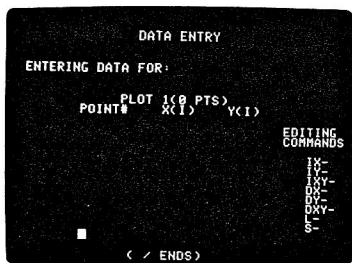 DATA ENTRY
ENTERING DATA FOR:
PLOT 1(0 PTS)
POINT# X(I) Y(I)
EDITING
COMMANDS
IX-
IY-
IXY-
DX-
DY-
DXY-
L-
S-
( / ENDS)